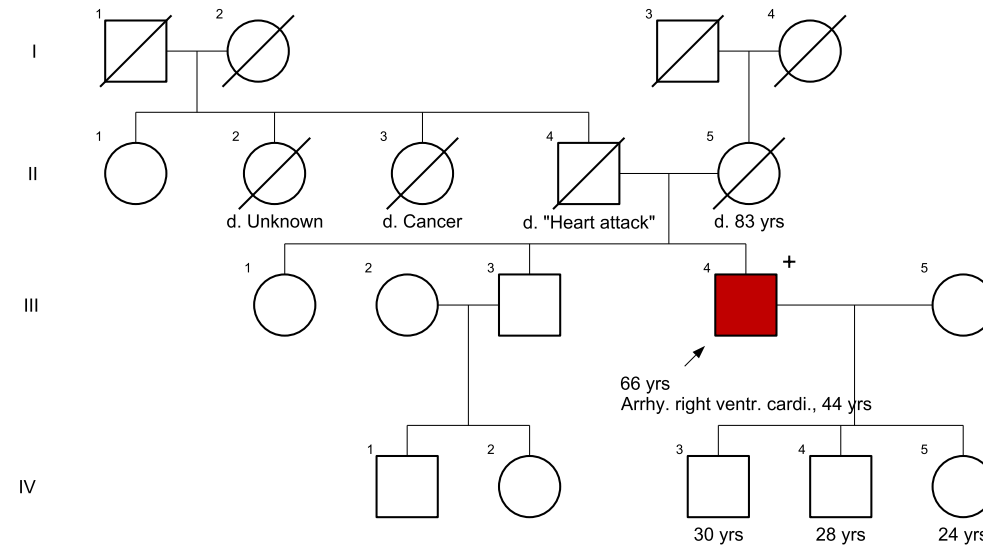 1 2 3 4
I
1 2 3 4 5
II
d. Unknown d. Cancer d. "Heart attack" d. 83 yrs
1 2 3 4 + 5
III
66 yrs
Arrhy. right ventr. cardi., 44 yrs
1 2 3 4 5
IV
30 yrs 28 yrs 24 yrs